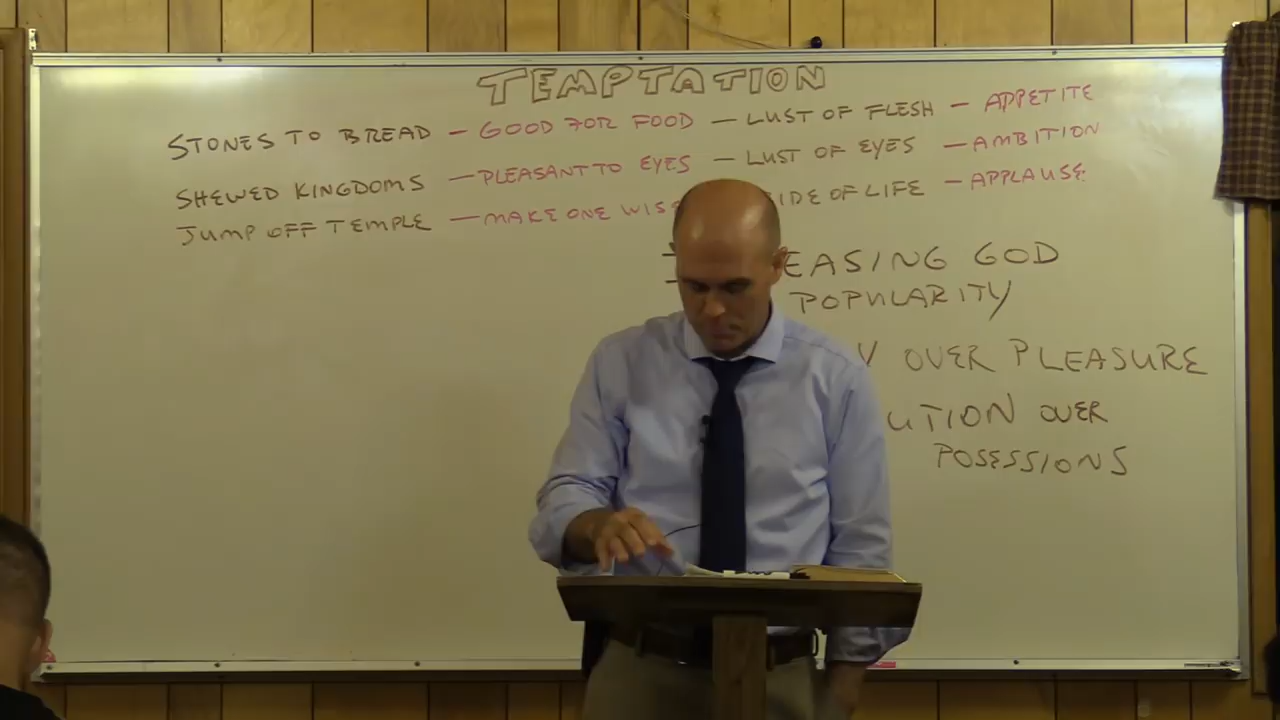 TEMPTATION
STONES TO BREAD - GOOD FOR FOOD - LUST OF FLESH - APPETITE
SHEWED KINGDOMS - PLEASANT TO EYES - LUST OF EYES - AMBITION
JUMP OFF TEMPLE - MAKE ONE WIS IDE OF LIFE - APPLAUSE
EASING GOD
POPULARITY
OVER PLEASURE
UTION OVER
POSESSIONS